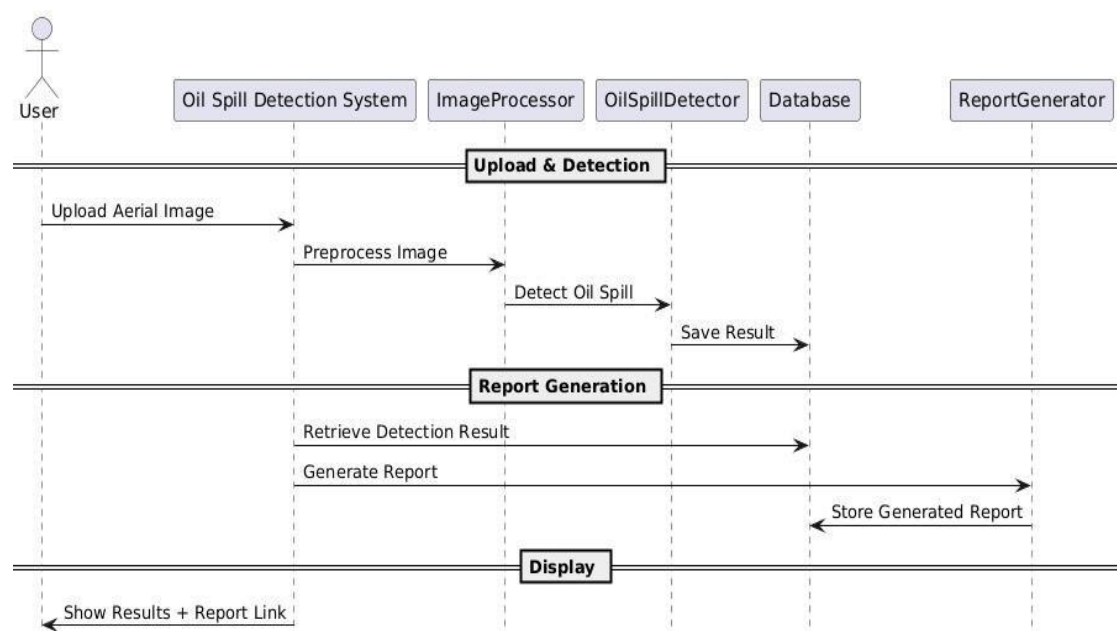 User
Oil Spill Detection System
ImageProcessor
OilSpillDetector
Database
ReportGenerator
Upload & Detection
Upload Aerial Image
Preprocess Image
Detect Oil Spill
Save Result
Report Generation
Retrieve Detection Result
Generate Report
Store Generated Report
Display
Show Results + Report Link